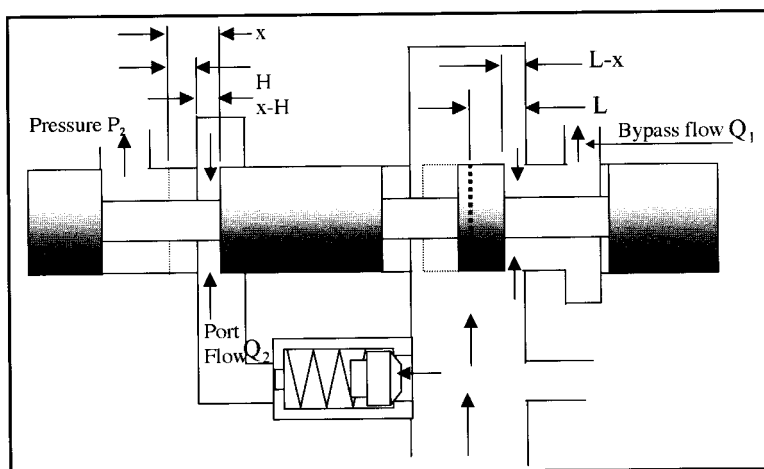 x
H
x-H
L-x
L
Pressure P2
Bypass flow Q1
Port
Flow Q2